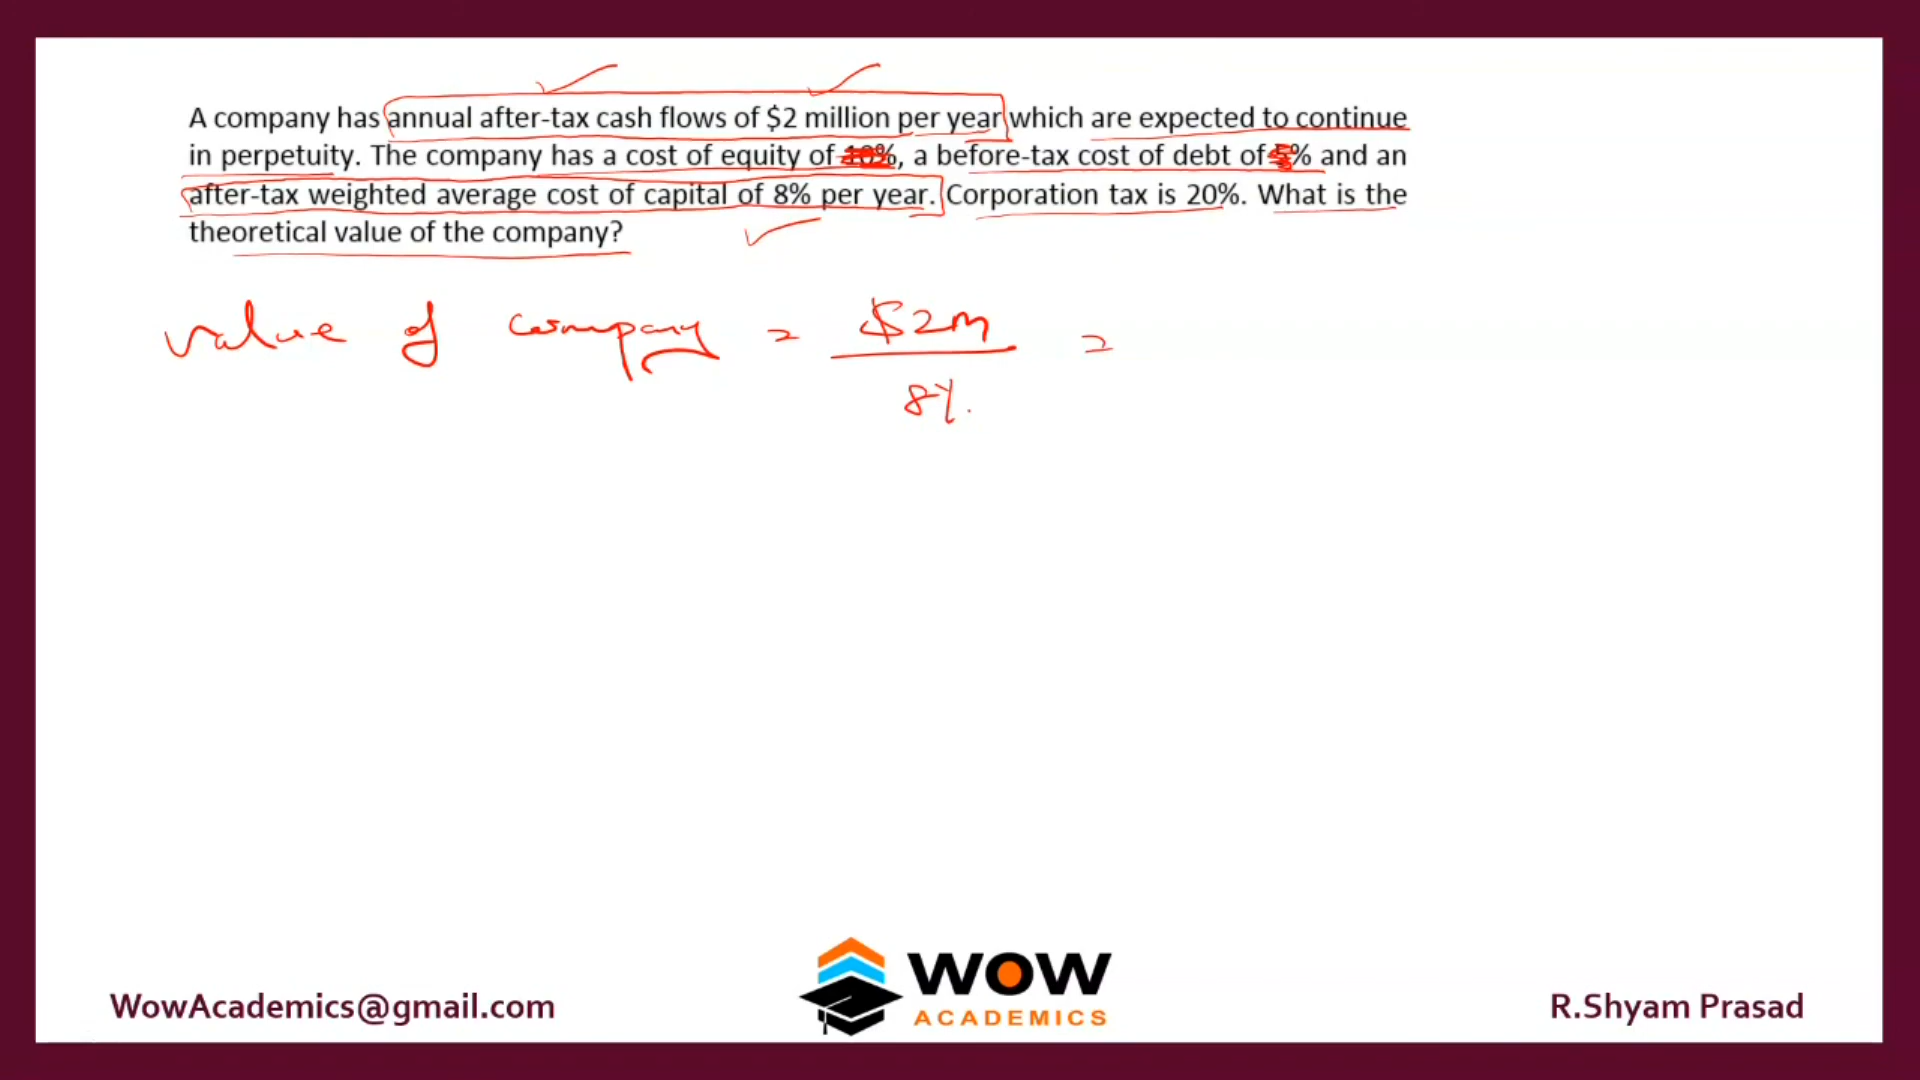 A company has annual after-tax cash flows of $2 million per year which are expected to continue
in perpetuity. The company has a cost of equity of 10%, a before-tax cost of debt of 5% and an
after-tax weighted average cost of capital of 8% per year. Corporation tax is 20%. What is the
theoretical value of the company?
value of company = $2m =
8%.
WOW
ACADEMICS
WowAcademics@gmail.com
R.Shyam Prasad